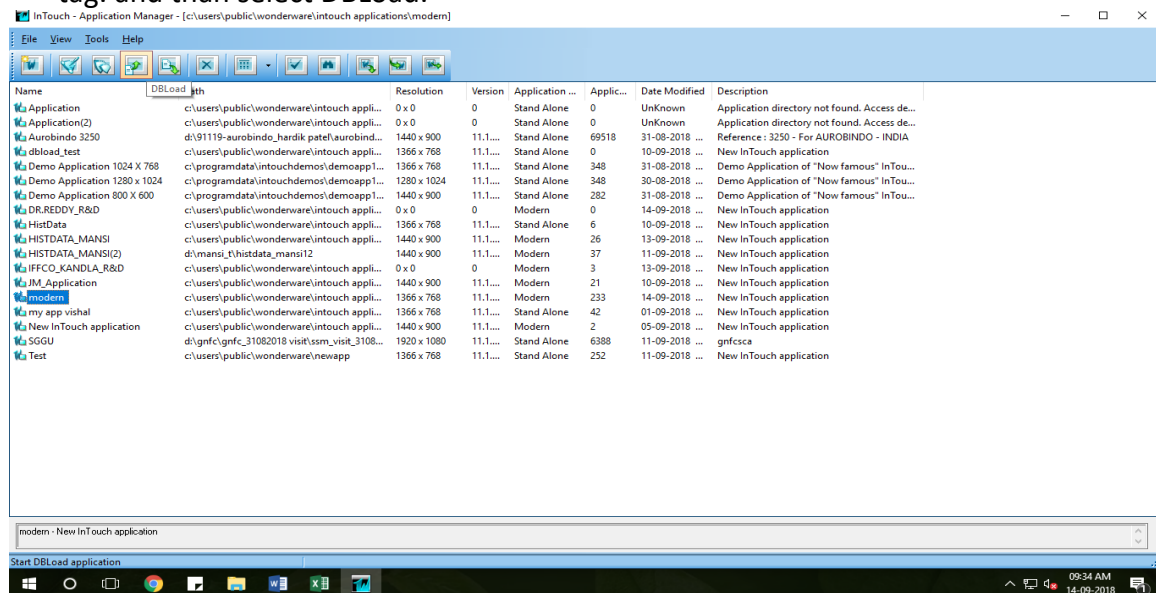 tag. and than select DBLoad.
InTouch - Application Manager - [c:\users\public\wonderware\intouch applications\modern]
File View Tools Help
DBLoad
Name ath Resolution Version Application ... Applic... Date Modified Description
Application c:\users\public\wonderware\intouch appli... 0 x 0 0 Stand Alone 0 UnKnown Application directory not found. Access de...
Application(2) c:\users\public\wonderware\intouch appli... 0 x 0 0 Stand Alone 0 UnKnown Application directory not found. Access de...
Aurobindo 3250 d:\91119-aurobindo_hardik patel\aurobind... 1440 x 900 11.1.... Stand Alone 69518 31-08-2018 ... Reference : 3250 - For AUROBINDO - INDIA
dbload_test c:\users\public\wonderware\intouch appli... 1366 x 768 11.1.... Stand Alone 0 10-09-2018 ... New InTouch application
Demo Application 1024 X 768 c:\programdata\intouchdemos\demoapp1... 1366 x 768 11.1.... Stand Alone 348 31-08-2018 ... Demo Application of "Now famous" InTou...
Demo Application 1280 x 1024 c:\programdata\intouchdemos\demoapp1... 1280 x 1024 11.1.... Stand Alone 348 30-08-2018 ... Demo Application of "Now famous" InTou...
Demo Application 800 X 600 c:\programdata\intouchdemos\demoapp1... 1440 x 900 11.1.... Stand Alone 282 31-08-2018 ... Demo Application of "Now famous" InTou...
DR.REDDY_R&D c:\users\public\wonderware\intouch appli... 0 x 0 0 Modern 0 14-09-2018 ... New InTouch application
HistData c:\users\public\wonderware\intouch appli... 1366 x 768 11.1.... Stand Alone 6 10-09-2018 ... New InTouch application
HISTDATA_MANSI c:\users\public\wonderware\intouch appli... 1440 x 900 11.1.... Modern 26 13-09-2018 ... New InTouch application
HISTDATA_MANSI(2) d:\mansi_t\histdata_mansi12 1440 x 900 11.1.... Modern 37 11-09-2018 ... New InTouch application
IFFCO_KANDLA_R&D c:\users\public\wonderware\intouch appli... 0 x 0 0 Modern 3 13-09-2018 ... New InTouch application
JM_Application c:\users\public\wonderware\intouch appli... 1440 x 900 11.1.... Modern 21 10-09-2018 ... New InTouch application
modern c:\users\public\wonderware\intouch appli... 1366 x 768 11.1.... Modern 233 14-09-2018 ... New InTouch application
my app vishal c:\users\public\wonderware\intouch appli... 1366 x 768 11.1.... Stand Alone 42 01-09-2018 ... New InTouch application
New InTouch application c:\users\public\wonderware\intouch appli... 1440 x 900 11.1.... Modern 2 05-09-2018 ... New InTouch application
SGGU d:\gnfc\gnfc_31082018 visit\ssm_visit_3108... 1920 x 1080 11.1.... Stand Alone 6388 11-09-2018 ... gnfcsca
Test c:\users\public\wonderware\newapp 1366 x 768 11.1.... Stand Alone 252 11-09-2018 ... New InTouch application
modern - New InTouch application
Start DBLoad application
09:34 AM
14-09-2018